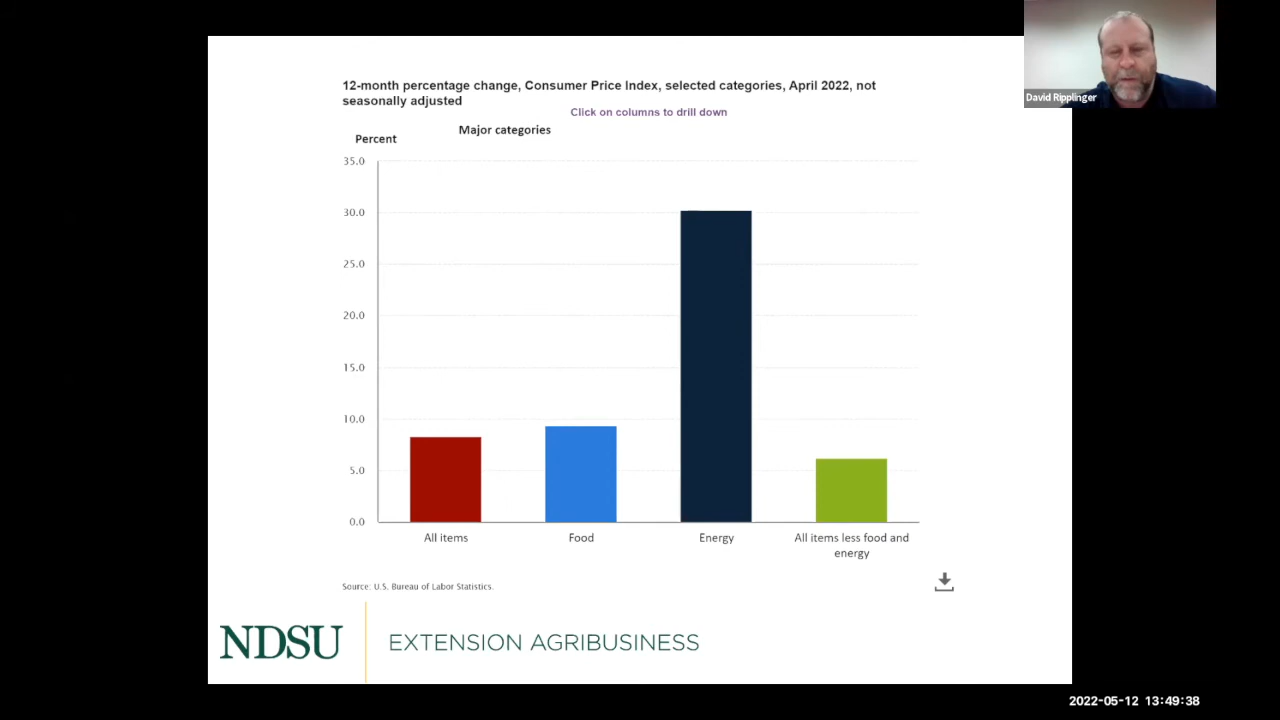 12-month percentage change, Consumer Price Index, selected categories, April 2022, not
seasonally adjusted
Click on columns to drill down
Major categories
Percent
35.0
30.0
25.0
20.0
15.0
10.0
5.0
0.0
All items
Food
Energy
All items less food and
energy
Source: U.S. Bureau of Labor Statistics.
NDSU
EXTENSION AGRIBUSINESS
David Ripplinger
2022-05-12 13:49:38